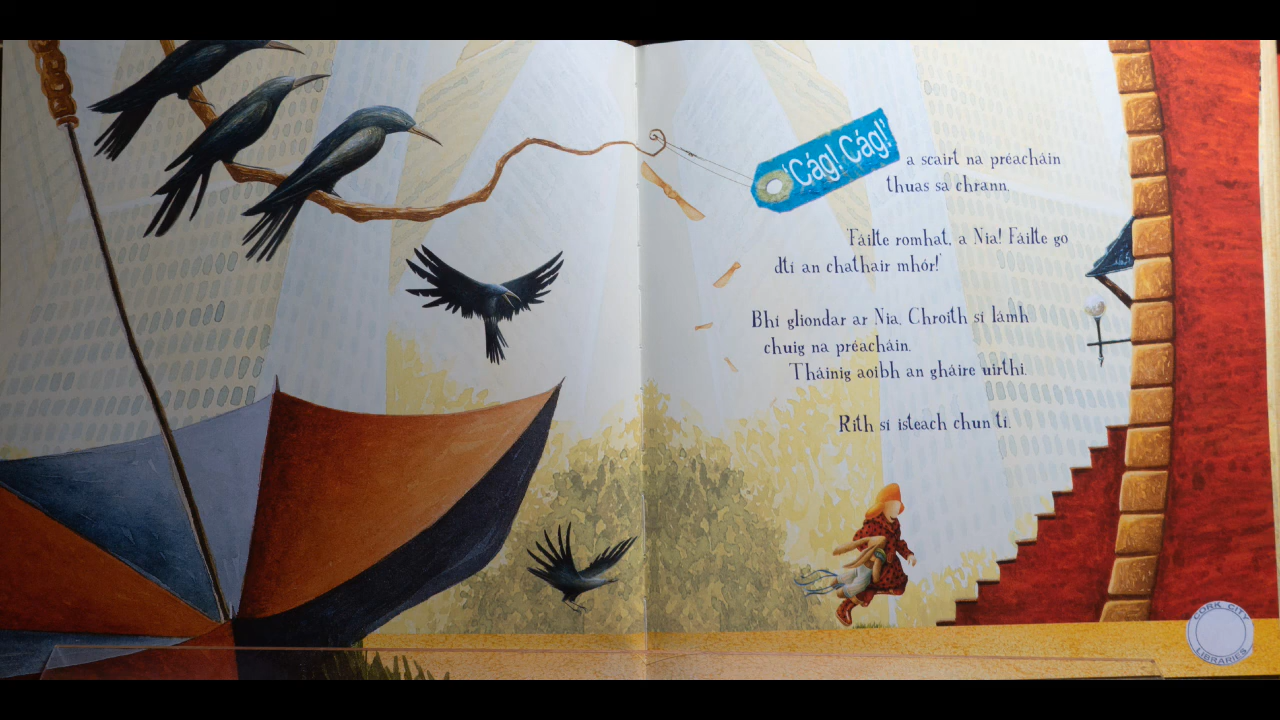 'Cág! Cág!' a scairt na préacháin
thuas sa chrann.
'Fáilte romhat, a Nia! Fáilte go
dtí an chathair mhór!'
Bhí gliondar ar Nia. Chroith sí lámh
chuig na préacháin.
Tháinig aoibh an gháire uirthi.
Rith sí isteach chun tí.
CORK CITY
LIBRARIES